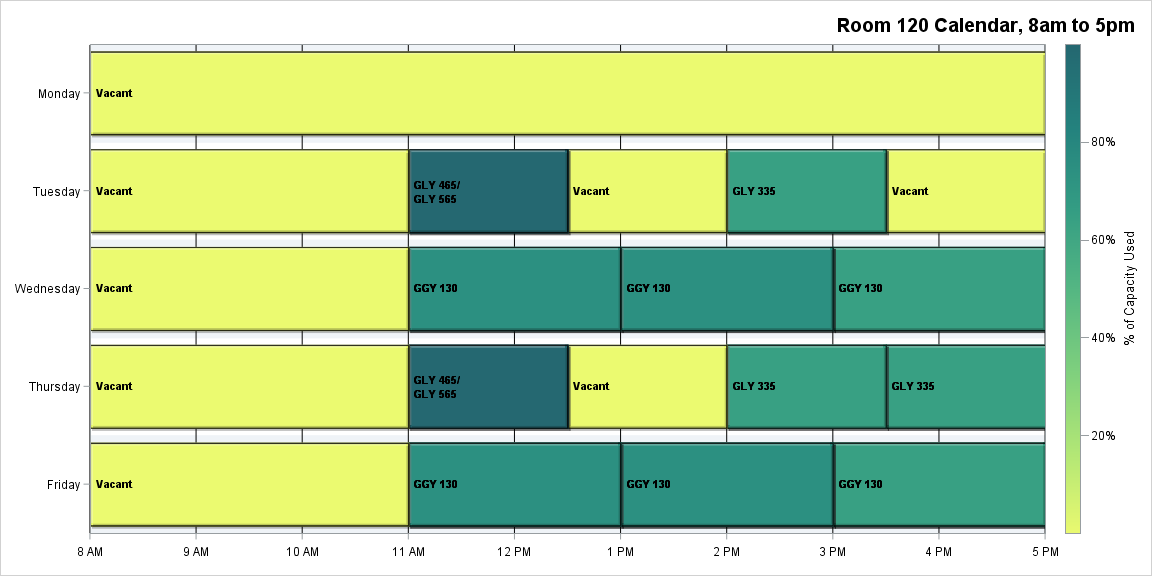 Room 120 Calendar, 8am to 5pm
Monday
Vacant
Tuesday
Vacant
GLY 465/
GLY 565
Vacant
GLY 335
Vacant
Wednesday
Vacant
GGY 130
GGY 130
GGY 130
Thursday
Vacant
GLY 465/
GLY 565
Vacant
GLY 335
GLY 335
Friday
Vacant
GGY 130
GGY 130
GGY 130
8 AM
9 AM
10 AM
11 AM
12 PM
1 PM
2 PM
3 PM
4 PM
5 PM
80%
60%
40%
20%
% of Capacity Used